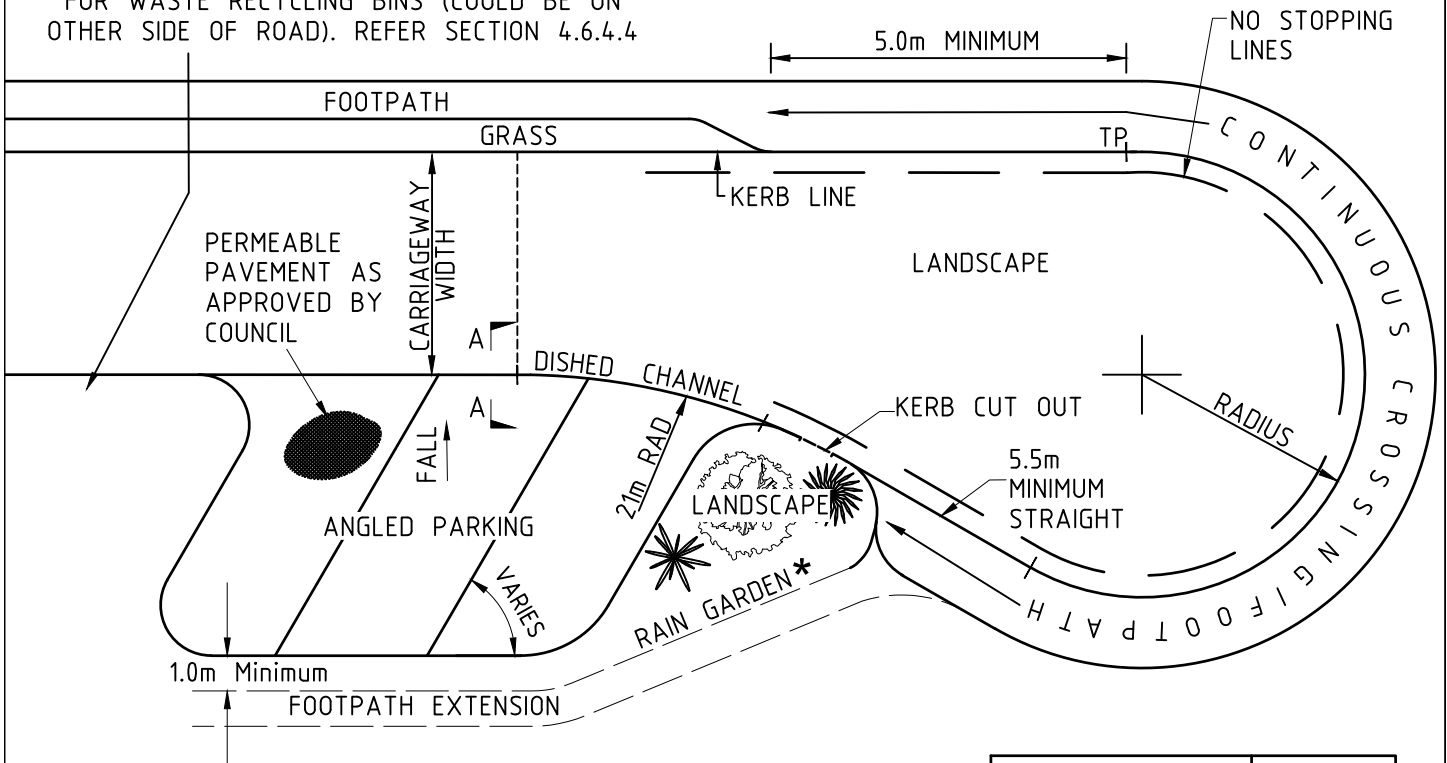 FOR WASTE RECYCLING BINS (COULD BE ON
OTHER SIDE OF ROAD). REFER SECTION 4.6.4.4
5.0m MINIMUM
NO STOPPING
LINES
FOOTPATH
GRASS
TP
KERB LINE
CARRIAGEWAY
WIDTH
PERMEABLE
PAVEMENT AS
APPROVED BY
COUNCIL
LANDSCAPE
CONTINUOUS CROSSING/FOOTPATH
A
A
DISHED CHANNEL
KERB CUT OUT
RADIUS
FALL
21m RAD
5.5m
MINIMUM
STRAIGHT
LANDSCAPE
ANGLED PARKING
VARIES
RAIN GARDEN*
1.0m Minimum
FOOTPATH EXTENSION